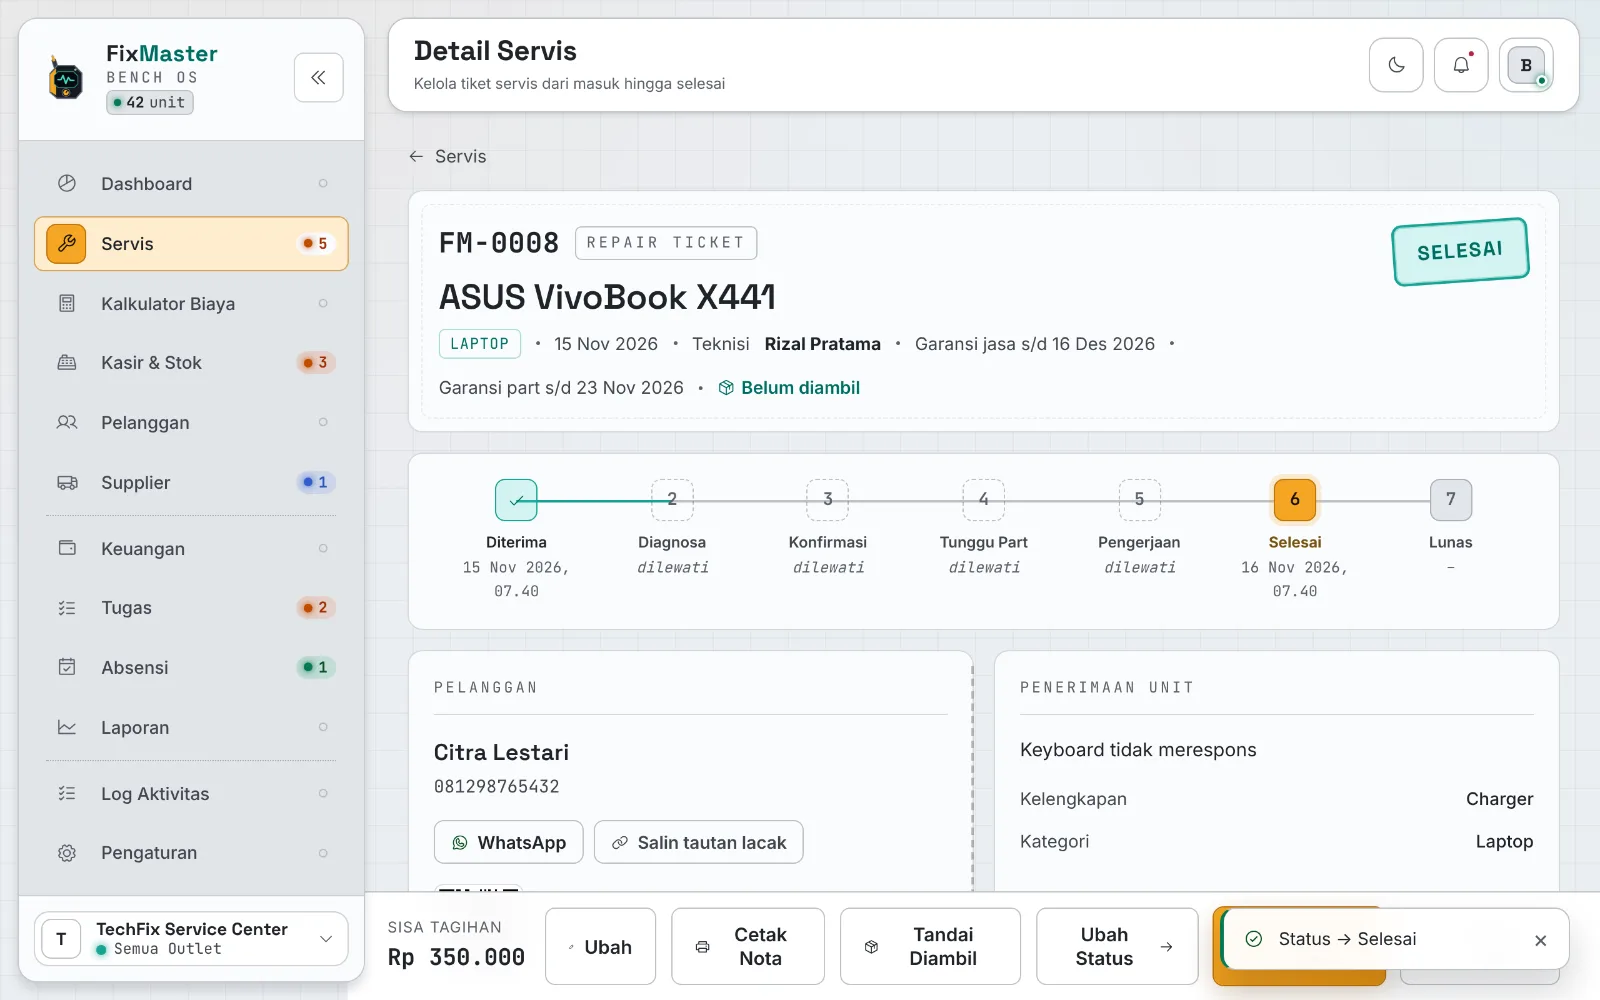 FixMaster
BENCH OS
42 unit
Dashboard
Servis 5
Kalkulator Biaya
Kasir & Stok 3
Pelanggan
Supplier 1
Keuangan
Tugas 2
Absensi 1
Laporan
Log Aktivitas
Pengaturan
T
TechFix Service Center
Semua Outlet
Detail Servis
Kelola tiket servis dari masuk hingga selesai
B
← Servis
FM-0008 REPAIR TICKET
SELESAI
ASUS VivoBook X441
LAPTOP • 15 Nov 2026 • Teknisi Rizal Pratama • Garansi jasa s/d 16 Des 2026 •
Garansi part s/d 23 Nov 2026 • Belum diambil
2 3 4 5 6 7
Diterima Diagnosa Konfirmasi Tunggu Part Pengerjaan Selesai Lunas
15 Nov 2026, dilewati dilewati dilewati dilewati 16 Nov 2026, –
07.40 07.40
PELANGGAN
Citra Lestari
081298765432
WhatsApp
Salin tautan lacak
PENERIMAAN UNIT
Keyboard tidak merespons
Kelengkapan Charger
Kategori Laptop
SISA TAGIHAN
Rp 350.000
Ubah
Cetak
Nota
Tandai
Diambil
Ubah
Status →
Status → Selesai